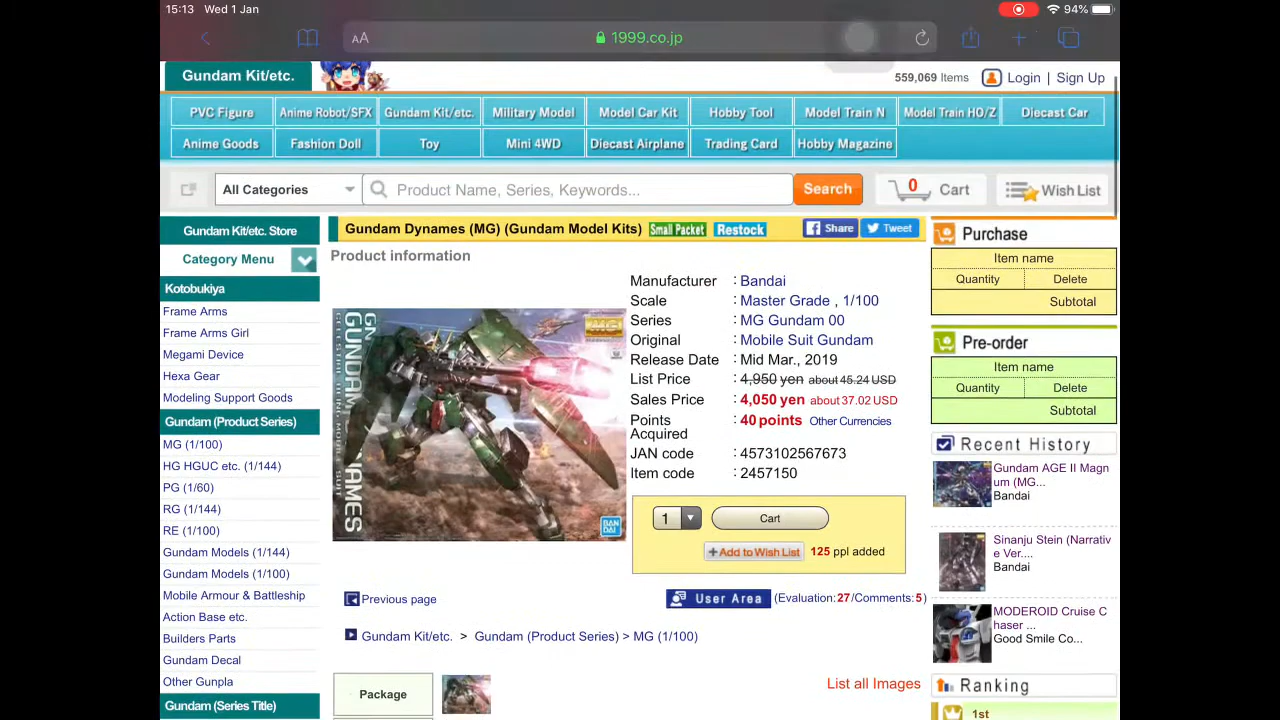 15:13 Wed 1 Jan
94%
AA
1999.co.jp
Gundam Kit/etc.
559,069 Items
Login | Sign Up
PVC Figure
Anime Robot/SFX
Gundam Kit/etc.
Military Model
Model Car Kit
Hobby Tool
Model Train N
Model Train HO/Z
Diecast Car
Anime Goods
Fashion Doll
Toy
Mini 4WD
Diecast Airplane
Trading Card
Hobby Magazine
All Categories
Product Name, Series, Keywords...
Search
0 Cart
Wish List
Gundam Kit/etc. Store
Category Menu
Kotobukiya
Frame Arms
Frame Arms Girl
Megami Device
Hexa Gear
Modeling Support Goods
Gundam (Product Series)
MG (1/100)
HG HGUC etc. (1/144)
PG (1/60)
RG (1/144)
RE (1/100)
Gundam Models (1/144)
Gundam Models (1/100)
Mobile Armour & Battleship
Action Base etc.
Builders Parts
Gundam Decal
Other Gunpla
Gundam (Series Title)
Gundam Dynames (MG) (Gundam Model Kits) Small Packet Restock
Share
Tweet
Product information
MG
GUNDAM DYNAMES
BAN DAI
Manufacturer : Bandai
Scale : Master Grade , 1/100
Series : MG Gundam 00
Original : Mobile Suit Gundam
Release Date : Mid Mar., 2019
List Price : 4,950 yen about 45.24 USD
Sales Price : 4,050 yen about 37.02 USD
Points Acquired : 40 points Other Currencies
JAN code : 4573102567673
Item code : 2457150
1
Cart
+Add to Wish List 125 ppl added
Previous page
User Area (Evaluation:27/Comments:5)
Gundam Kit/etc. > Gundam (Product Series) > MG (1/100)
List all Images
Package
Purchase
Item name
Quantity Delete
Subtotal
Pre-order
Item name
Quantity Delete
Subtotal
Recent History
Gundam AGE II Magn
um (MG...
Bandai
Sinanju Stein (Narrativ
e Ver....
Bandai
MODEROID Cruise C
haser ...
Good Smile Co...
Ranking
1st